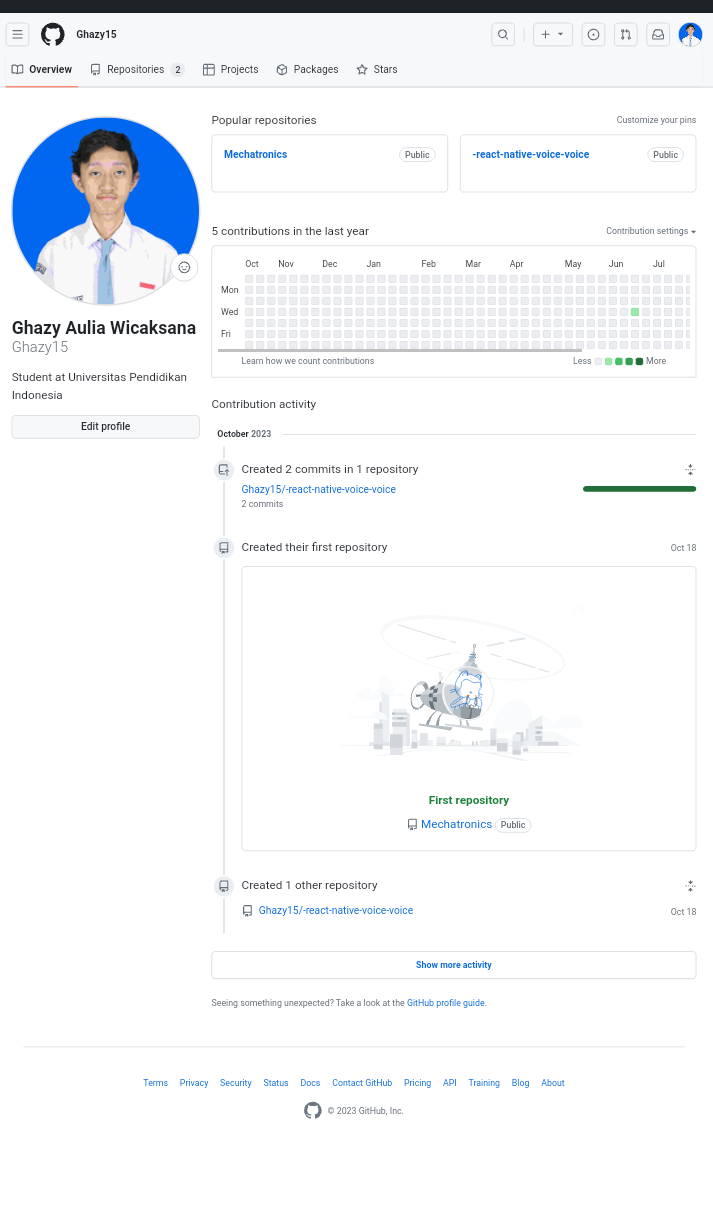 Ghazy15
Overview
Repositories 2
Projects
Packages
Stars
Ghazy Aulia Wicaksana
Ghazy15
Student at Universitas Pendidikan
Indonesia
Edit profile
Popular repositories
Customize your pins
Mechatronics
Public
-react-native-voice-voice
Public
5 contributions in the last year
Contribution settings
Oct Nov Dec Jan Feb Mar Apr May Jun Jul
Mon
Wed
Fri
Learn how we count contributions
Less
More
Contribution activity
October 2023
Created 2 commits in 1 repository
Ghazy15/-react-native-voice-voice
2 commits
Created their first repository
Oct 18
First repository
Mechatronics Public
Created 1 other repository
Ghazy15/-react-native-voice-voice
Oct 18
Show more activity
Seeing something unexpected? Take a look at the GitHub profile guide.
Terms Privacy Security Status Docs Contact GitHub Pricing API Training Blog About
© 2023 GitHub, Inc.